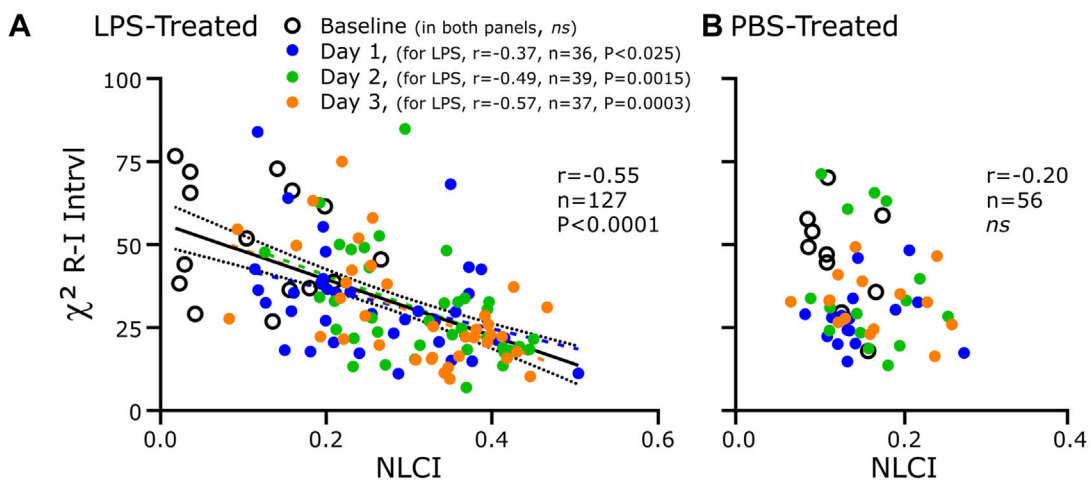 A LPS-Treated
Baseline (in both panels, ns)
Day 1, (for LPS, r=-0.37, n=36, P<0.025)
Day 2, (for LPS, r=-0.49, n=39, P=0.0015)
Day 3, (for LPS, r=-0.57, n=37, P=0.0003)
B PBS-Treated
χ² R-I Intrvl
100
75
50
25
0
r=-0.55
n=127
P<0.0001
0.0 0.2 0.4 0.6
NLCI
r=-0.20
n=56
ns
0.0 0.2 0.4
NLCI